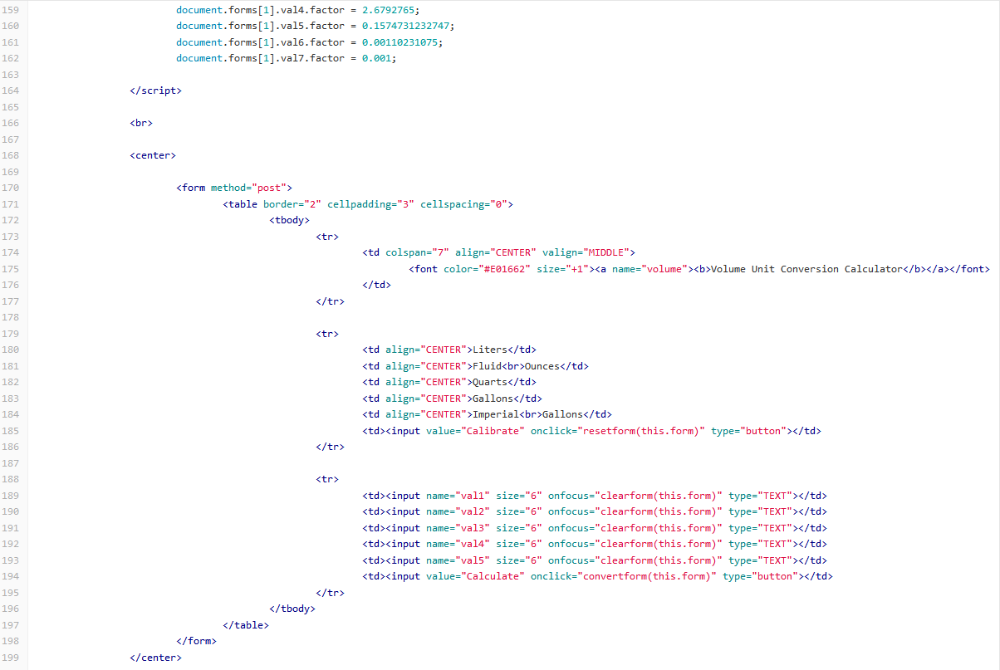 159 document.forms[1].val4.factor = 2.6792765;
160 document.forms[1].val5.factor = 0.1574731232747;
161 document.forms[1].val6.factor = 0.00110231075;
162 document.forms[1].val7.factor = 0.001;
163
164 </script>
165
166 <br>
167
168 <center>
169
170 <form method="post">
171 <table border="2" cellpadding="3" cellspacing="0">
172 <tbody>
173 <tr>
174 <td colspan="7" align="CENTER" valign="MIDDLE">
175 <font color="#E01662" size="+1"><a name="volume"><b>Volume Unit Conversion Calculator</b></a></font>
176 </td>
177 </tr>
178
179 <tr>
180 <td align="CENTER">Liters</td>
181 <td align="CENTER">Fluid<br>Ounces</td>
182 <td align="CENTER">Quarts</td>
183 <td align="CENTER">Gallons</td>
184 <td align="CENTER">Imperial<br>Gallons</td>
185 <td><input value="Calibrate" onclick="resetform(this.form)" type="button"></td>
186 </tr>
187
188 <tr>
189 <td><input name="val1" size="6" onfocus="clearform(this.form)" type="TEXT"></td>
190 <td><input name="val2" size="6" onfocus="clearform(this.form)" type="TEXT"></td>
191 <td><input name="val3" size="6" onfocus="clearform(this.form)" type="TEXT"></td>
192 <td><input name="val4" size="6" onfocus="clearform(this.form)" type="TEXT"></td>
193 <td><input name="val5" size="6" onfocus="clearform(this.form)" type="TEXT"></td>
194 <td><input value="Calculate" onclick="convertform(this.form)" type="button"></td>
195 </tr>
196 </tbody>
197 </table>
198 </form>
199 </center>